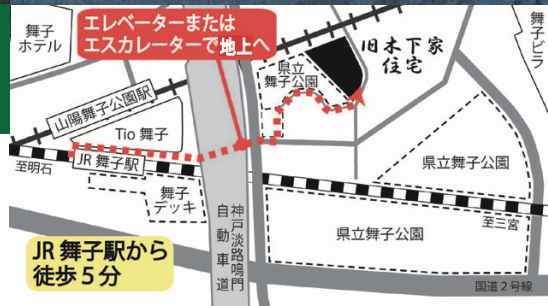 舞子
ホテル
エレベーターまたは
エスカレーターで地上へ
旧木下家
住宅
舞子ビラ
県立
舞子公園
山陽舞子公園駅
Tio 舞子
JR 舞子駅
至明石
舞子
デッキ
神戸淡路鳴門
自動車道
県立舞子公園
県立舞子公園
至三宮
国道2号線
JR 舞子駅から
徒歩5分